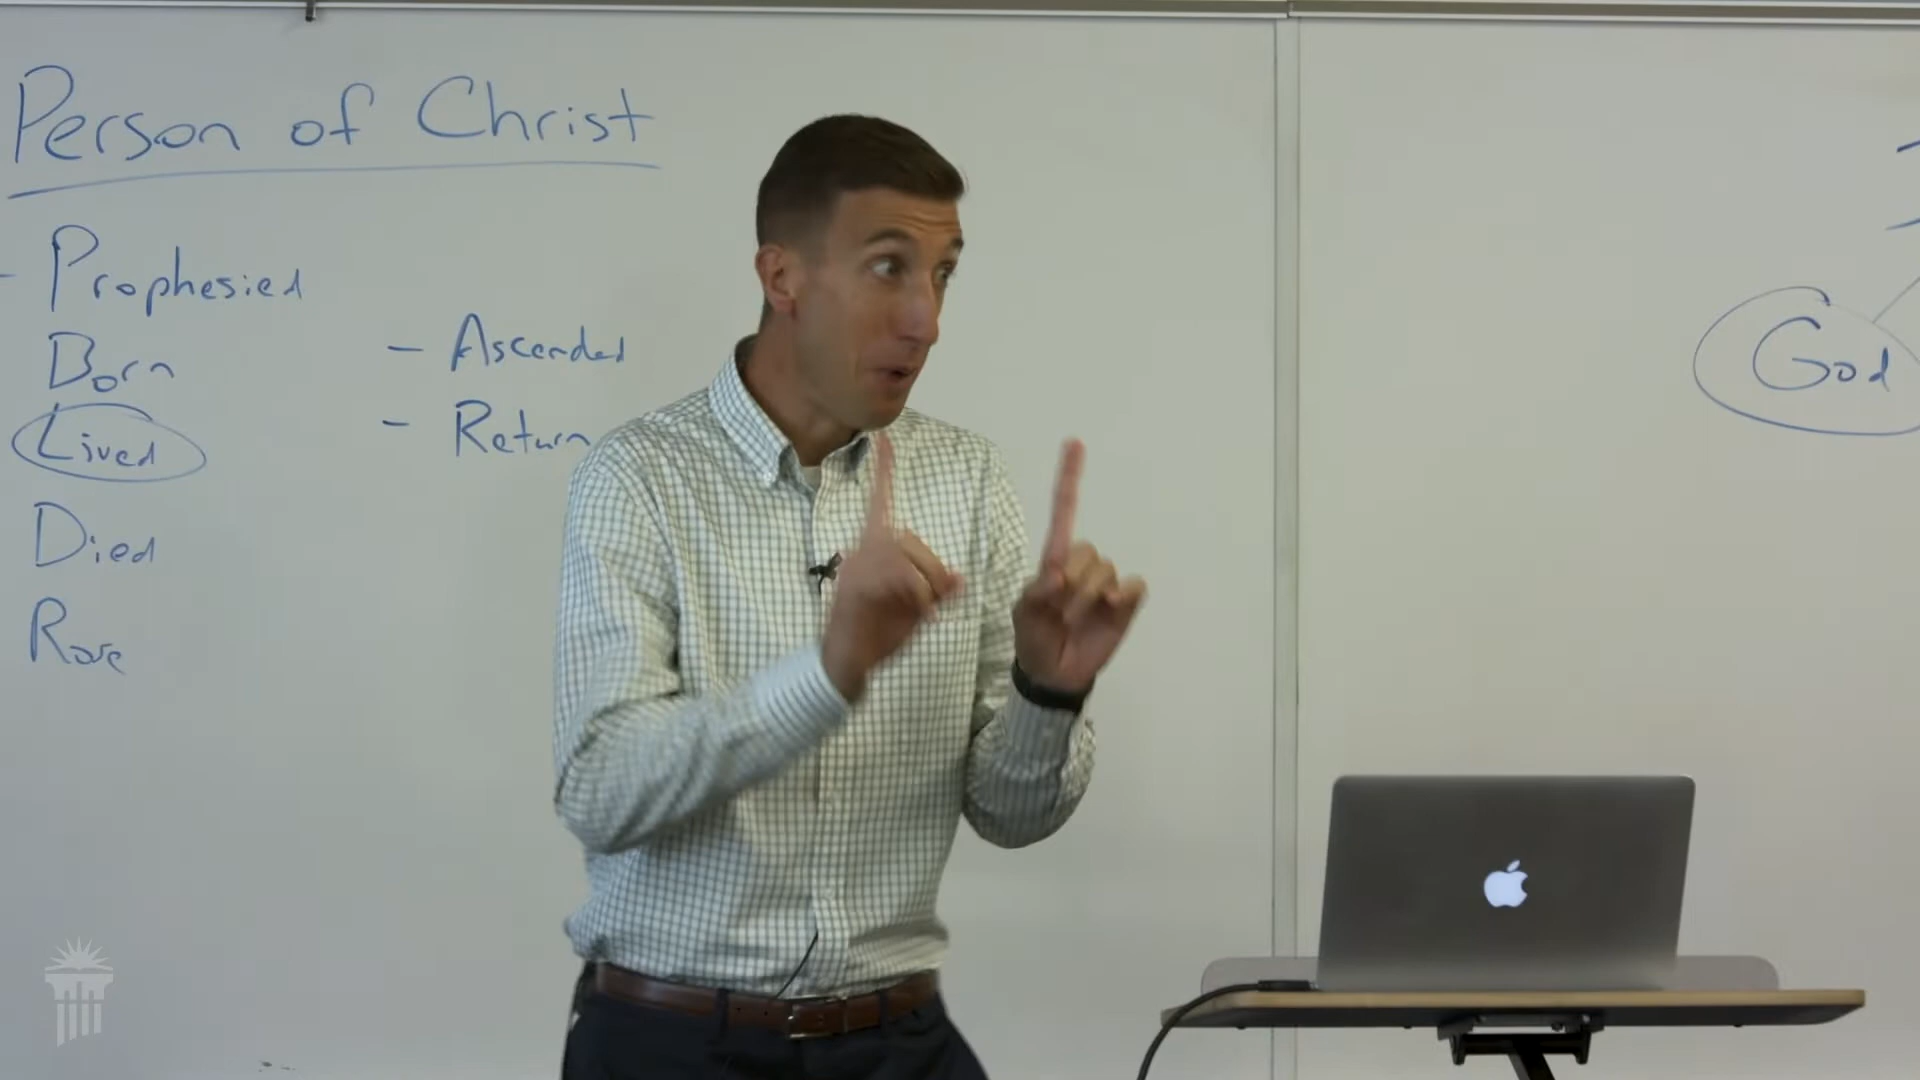 Person of Christ
- Prophesied
Born
Lived
Died
Rose
- Ascended
- Return
God